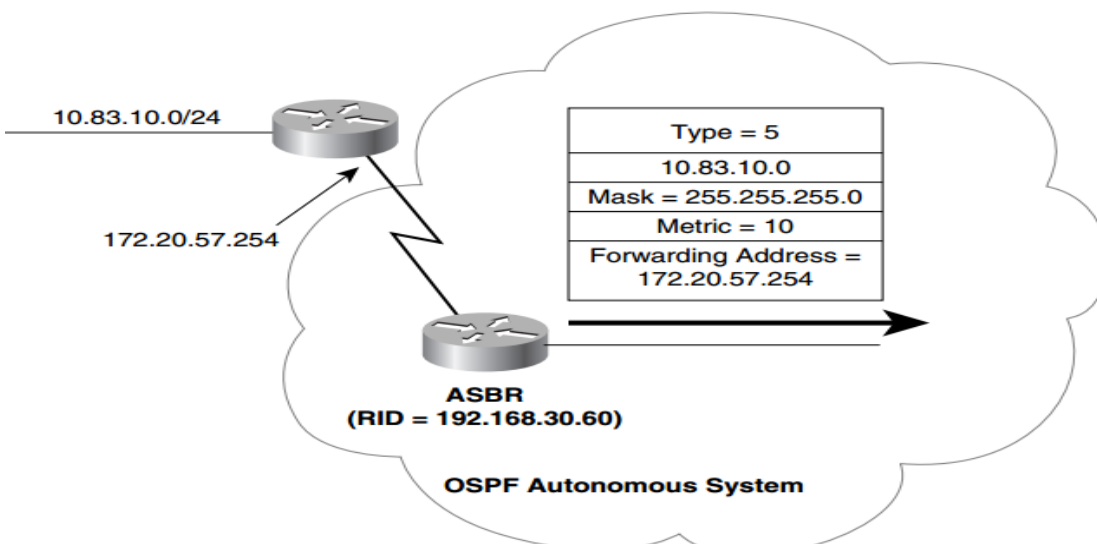 10.83.10.0/24
172.20.57.254
Type = 5
10.83.10.0
Mask = 255.255.255.0
Metric = 10
Forwarding Address =
172.20.57.254
ASBR
(RID = 192.168.30.60)
OSPF Autonomous System